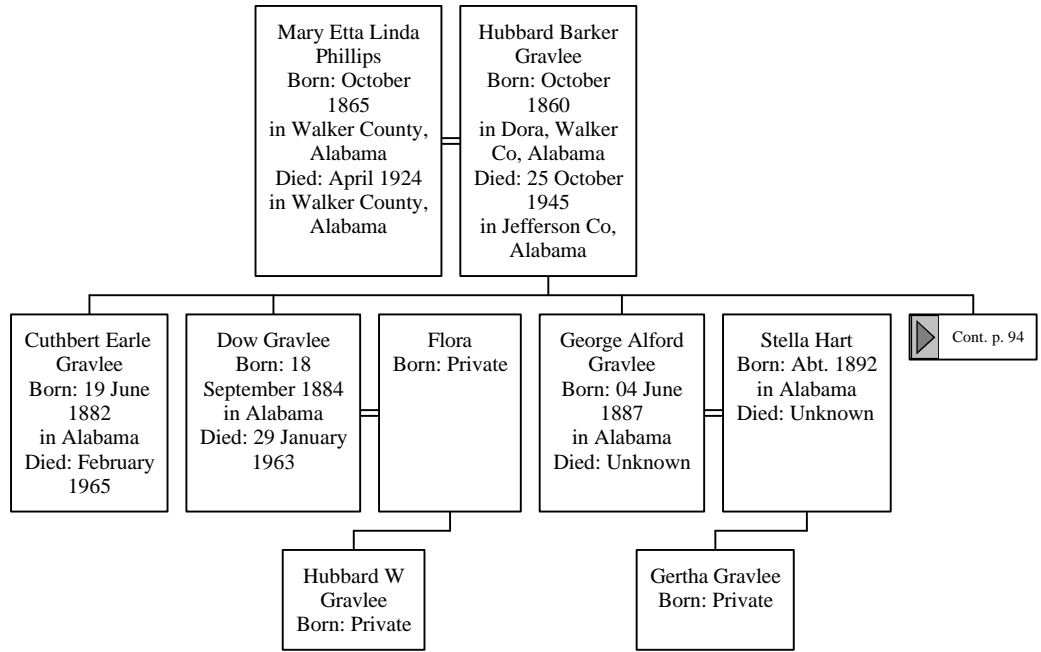 Mary Etta Linda
Phillips
Born: October
1865
in Walker County,
Alabama
Died: April 1924
in Walker County,
Alabama
Hubbard Barker
Gravlee
Born: October
1860
in Dora, Walker
Co, Alabama
Died: 25 October
1945
in Jefferson Co,
Alabama
Cuthbert Earle
Gravlee
Born: 19 June
1882
in Alabama
Died: February
1965
Dow Gravlee
Born: 18
September 1884
in Alabama
Died: 29 January
1963
Flora
Born: Private
George Alford
Gravlee
Born: 04 June
1887
in Alabama
Died: Unknown
Stella Hart
Born: Abt. 1892
in Alabama
Died: Unknown
Cont. p. 94
Hubbard W
Gravlee
Born: Private
Gertha Gravlee
Born: Private